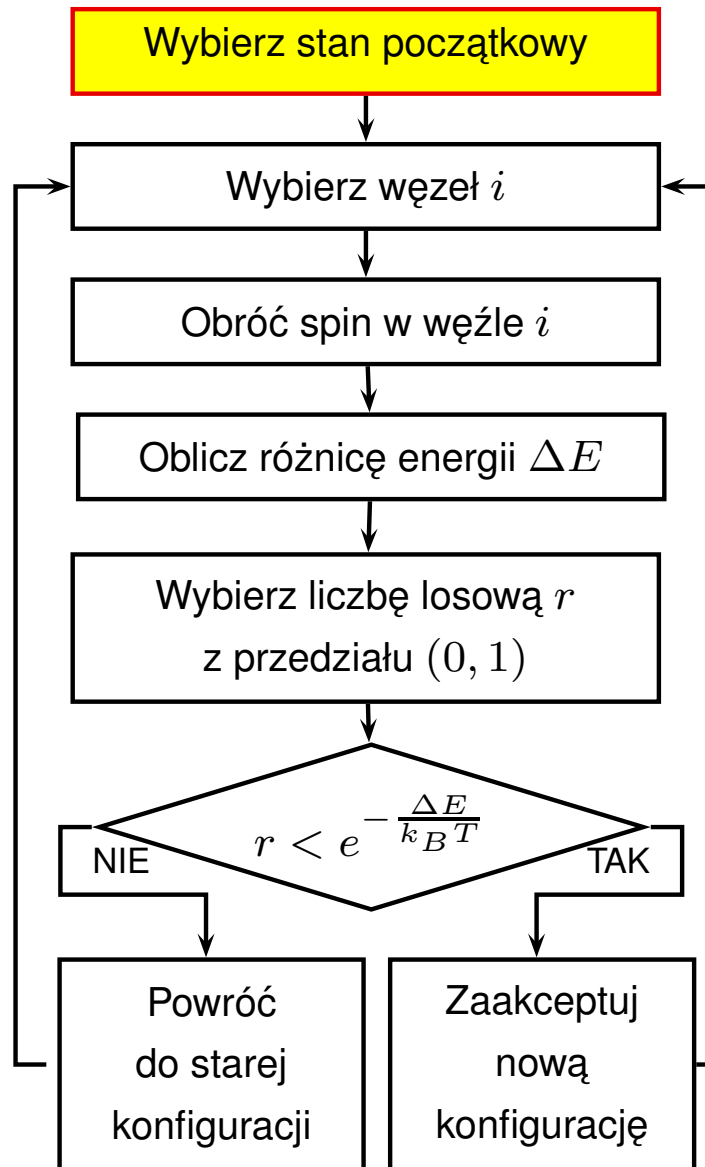 Wybierz stan początkowy
Wybierz węzeł i
Obróć spin w węźle i
Oblicz różnicę energii ΔE
Wybierz liczbę losową r
z przedziału (0, 1)
r < e^{-\frac{ΔE}{k_B T}}
NIE
TAK
Powróć
do starej
konfiguracji
Zaakceptuj
nową
konfigurację